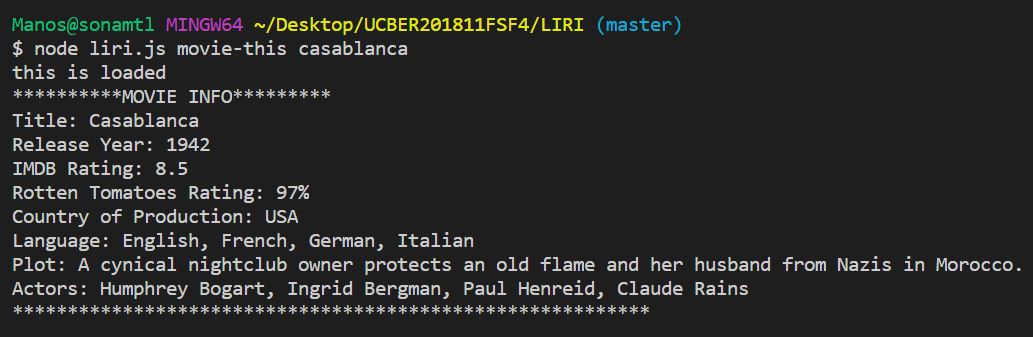 Manos@sonamtl MINGW64 ~/Desktop/UCBER201811FSF4/LIRI (master)
$ node liri.js movie-this casablanca
this is loaded
**********MOVIE INFO*********
Title: Casablanca
Release Year: 1942
IMDB Rating: 8.5
Rotten Tomatoes Rating: 97%
Country of Production: USA
Language: English, French, German, Italian
Plot: A cynical nightclub owner protects an old flame and her husband from Nazis in Morocco.
Actors: Humphrey Bogart, Ingrid Bergman, Paul Henreid, Claude Rains
**********************************************************